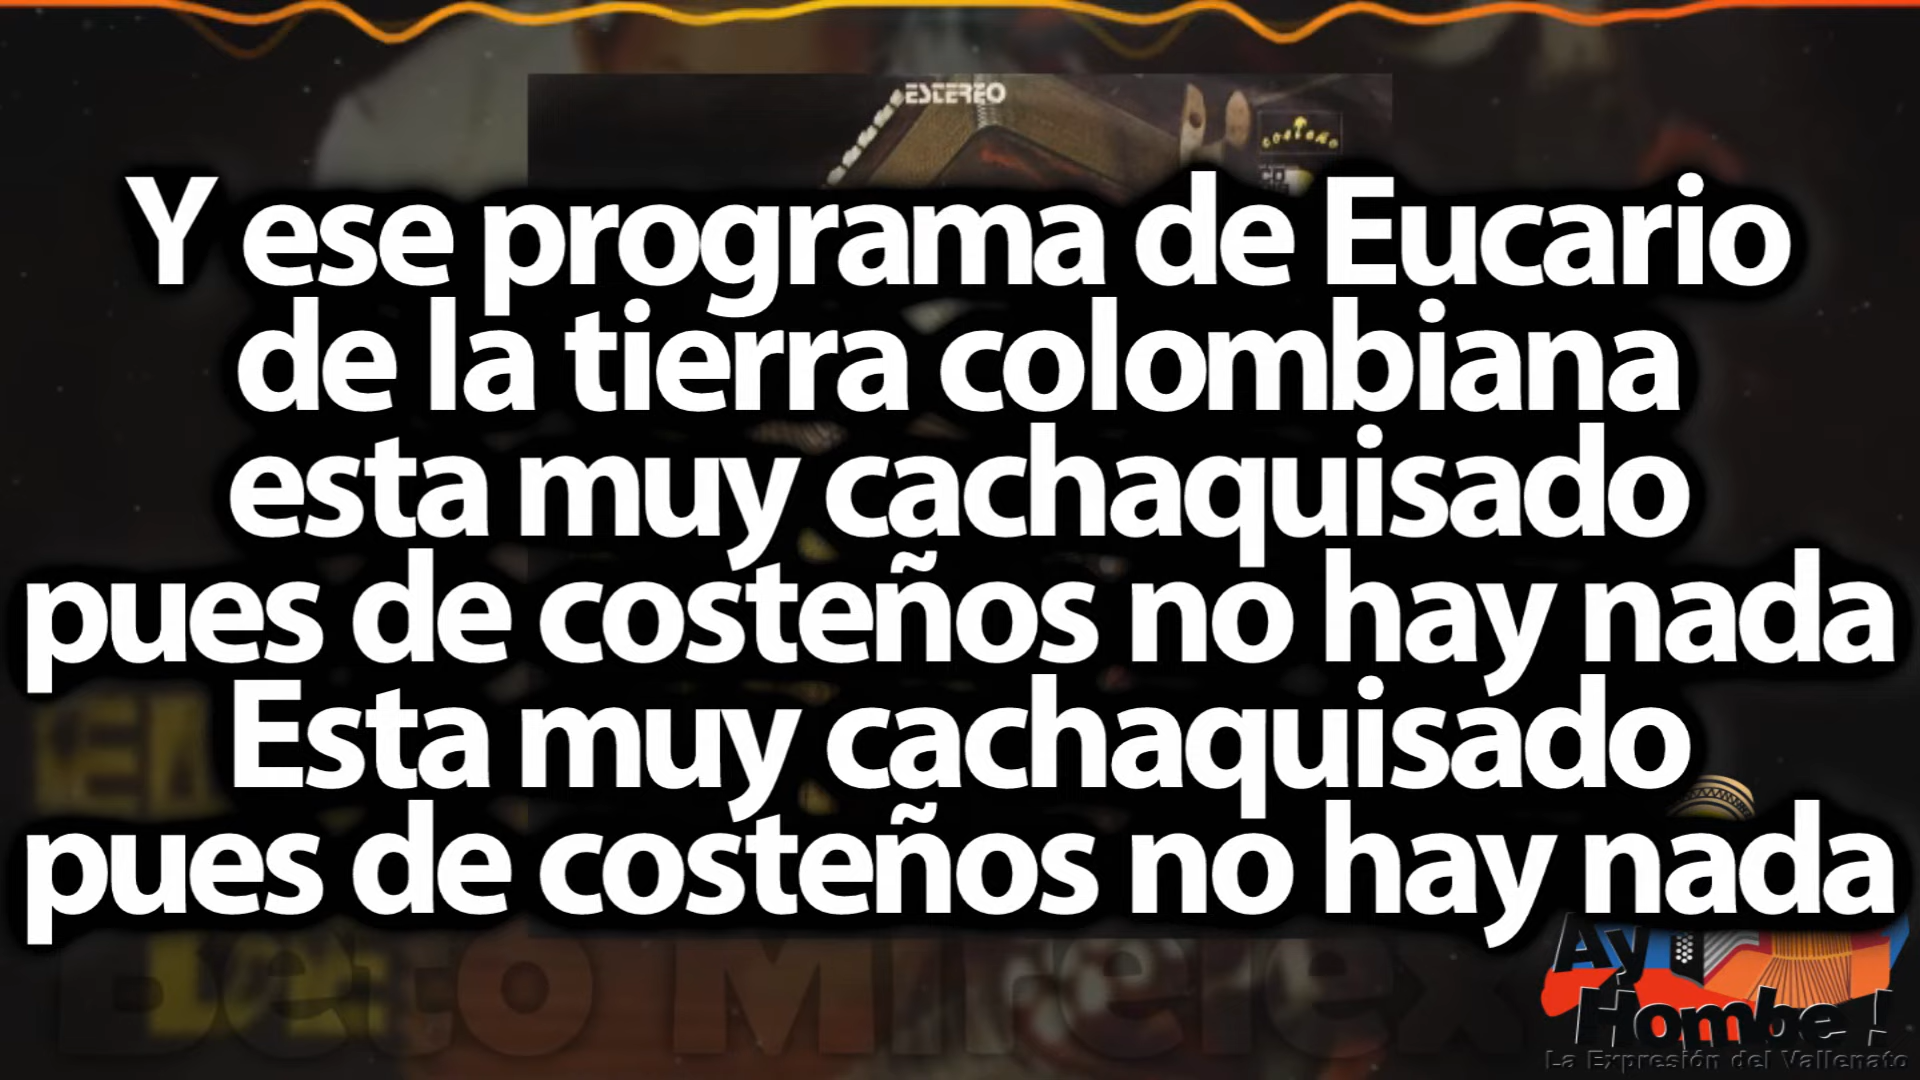 ESTEREO
costeño
Y ese programa de Eucario
de la tierra colombiana
esta muy cachaquisado
pues de costeños no hay nada
Esta muy cachaquisado
pues de costeños no hay nada
Ay
Hombe !
La Expresión del Vallenato